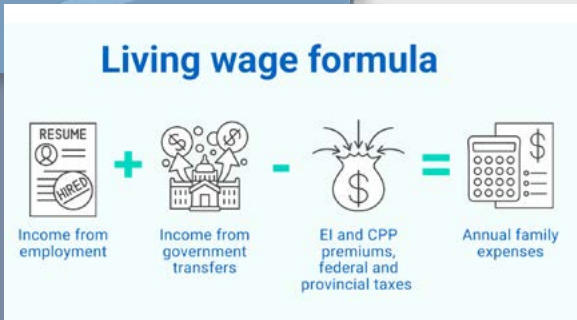 Living wage formula
RESUME
HIRED
$ $
+ - $ = $
Income from
employment
Income from
government
transfers
EI and CPP
premiums,
federal and
provincial taxes
Annual family
expenses